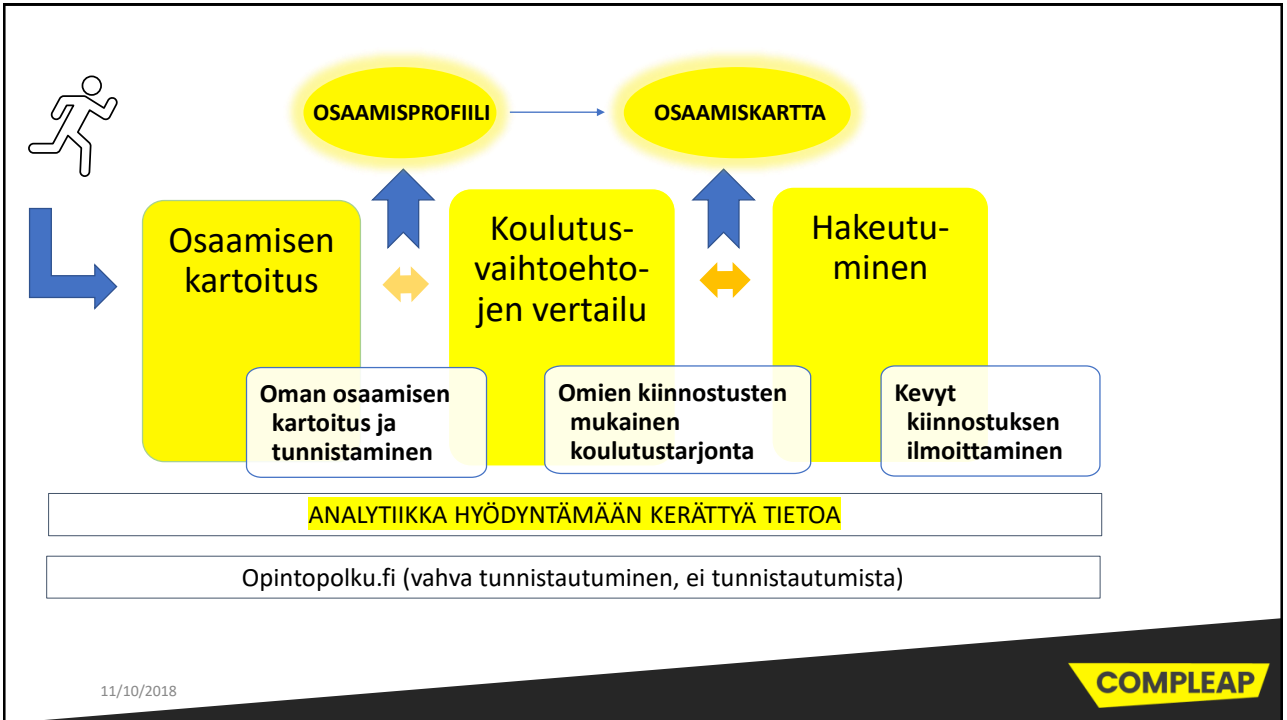 OSAAMISPROFIILI
OSAAMISKARTTA
Osaamisen
kartoitus
Koulutus-
vaihtoehto-
jen vertailu
Hakeutu-
minen
Oman osaamisen
kartoitus ja
tunnistaminen
Omien kiinnostusten
mukainen
koulutustarjonta
Kevyt
kiinnostuksen
ilmoittaminen
ANALYTIIKKA HYÖDYNTÄMÄÄN KERÄTTYÄ TIETOA
Opintopolku.fi (vahva tunnistautuminen, ei tunnistautumista)
11/10/2018
COMPLEAP